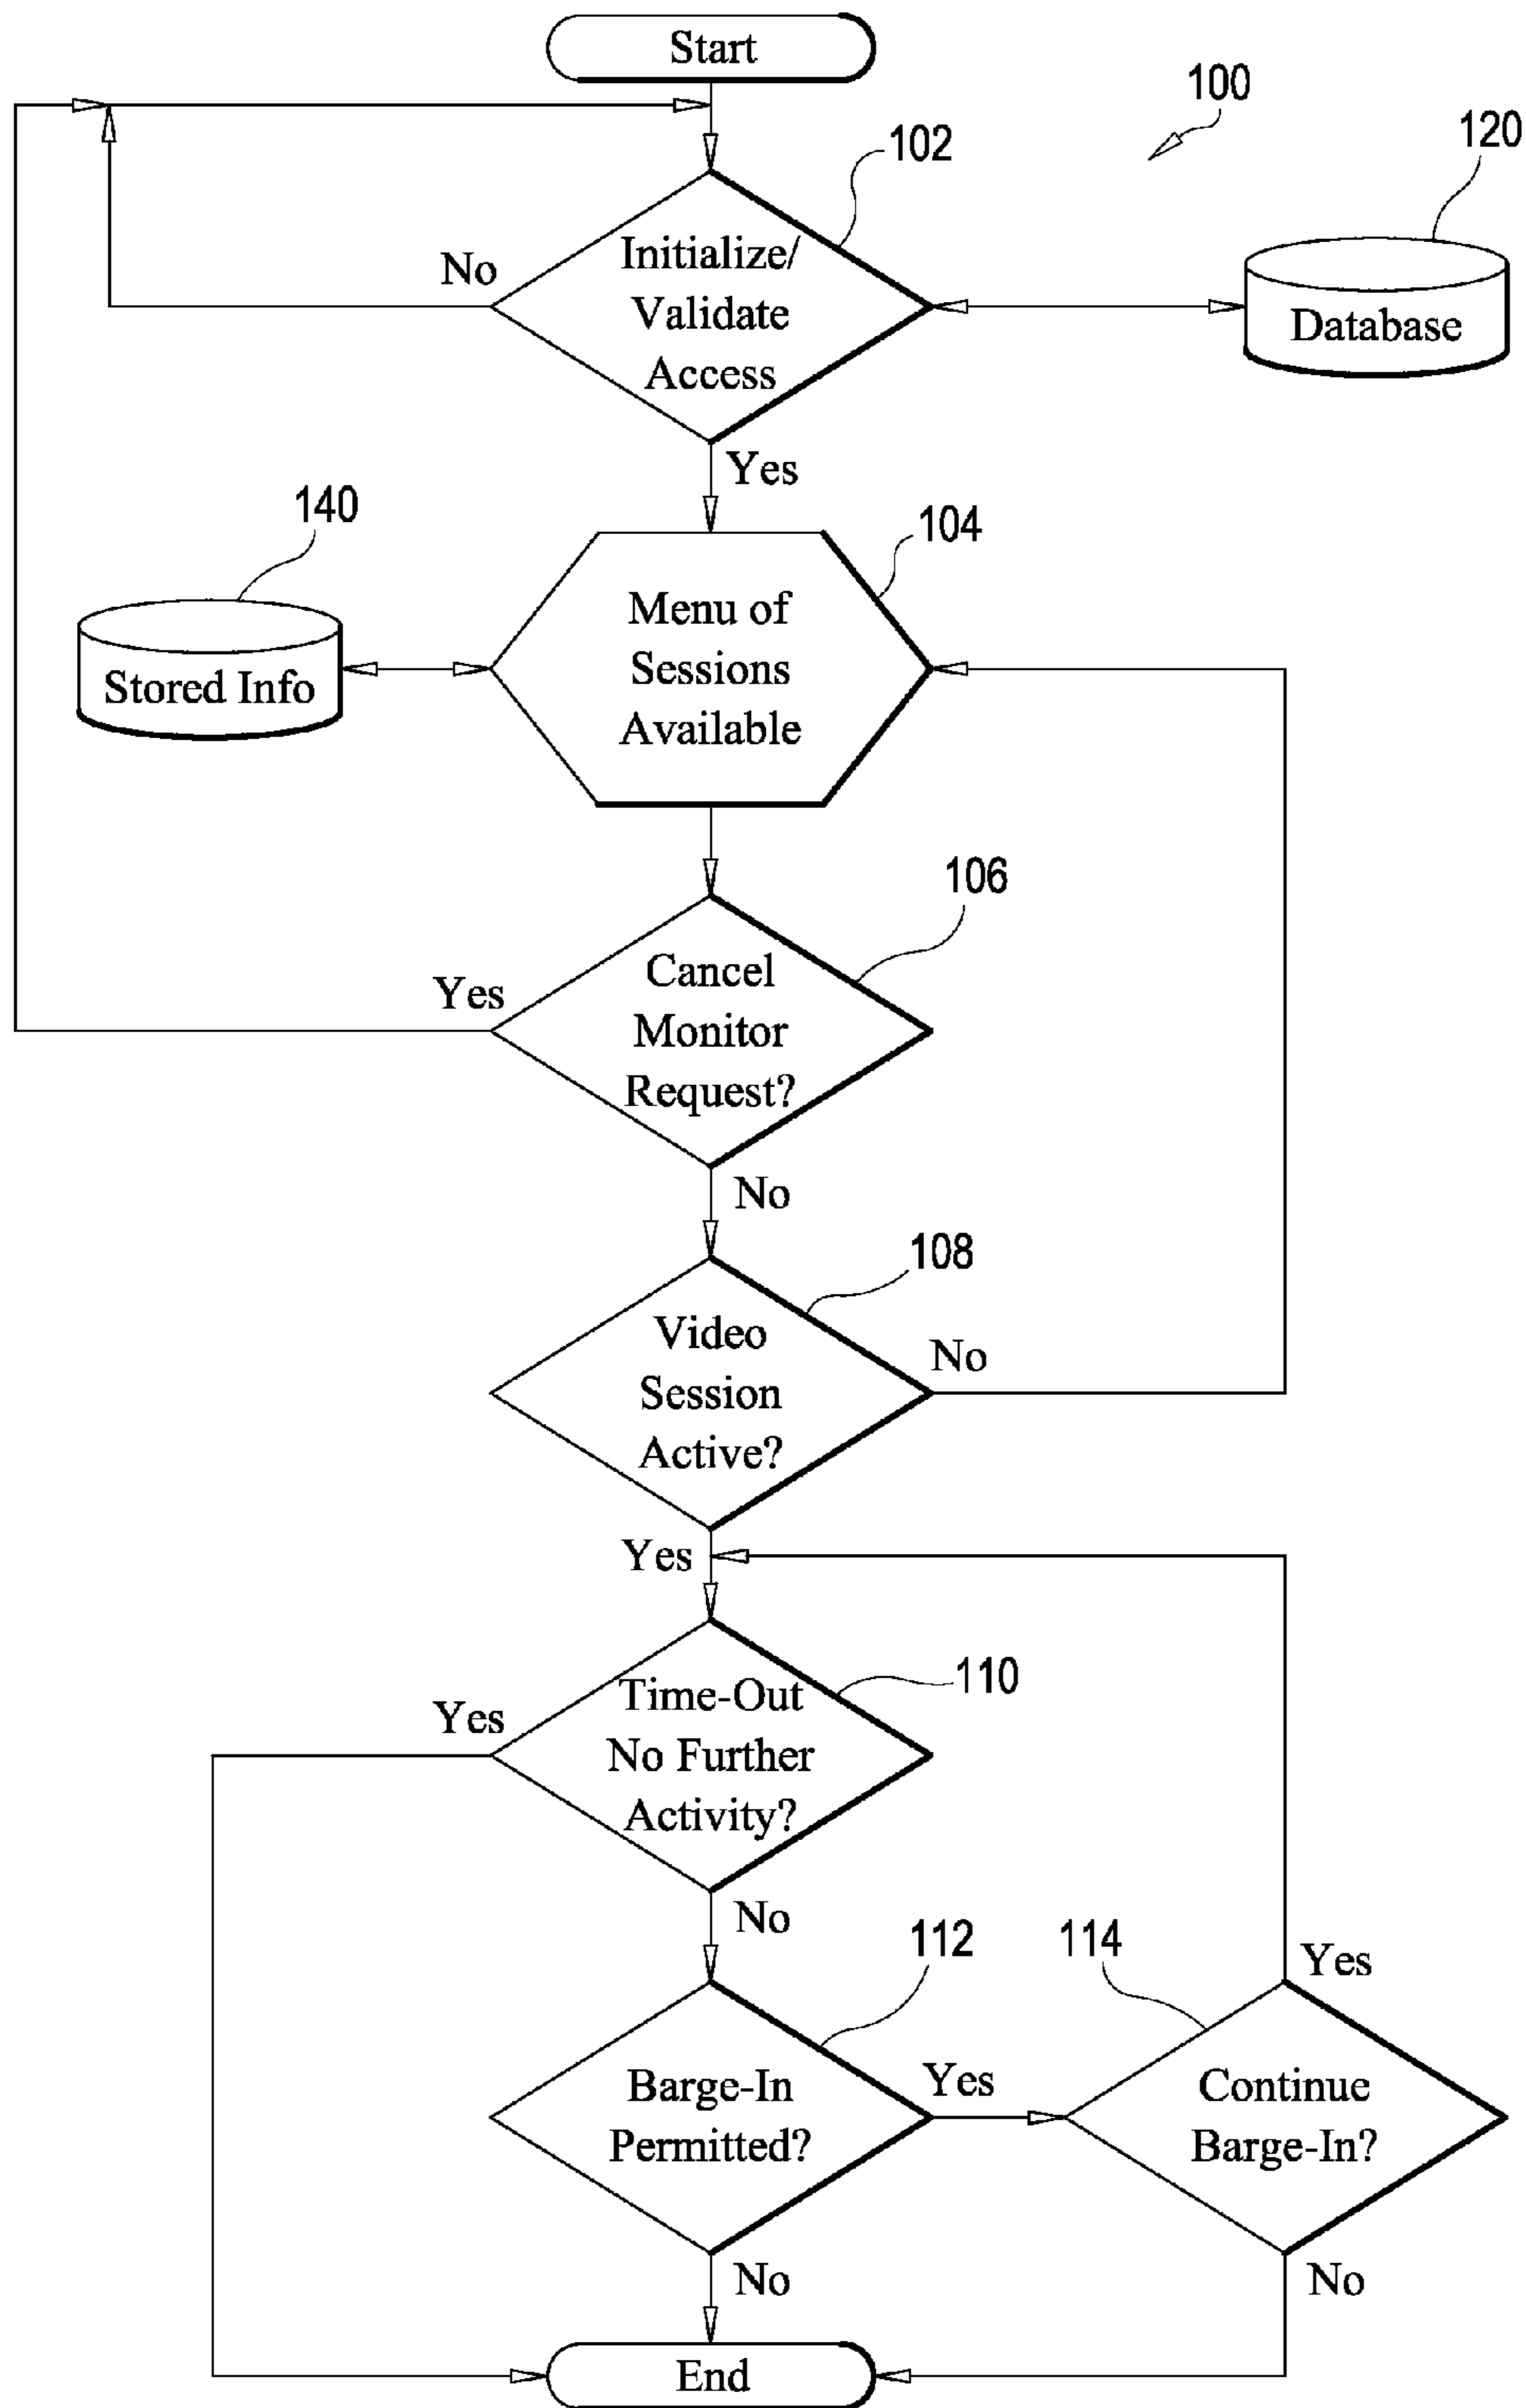 Start
100
102
120
No
Initialize/
Validate
Access
Database
Yes
140
104
Menu of
Sessions
Available
Stored Info
106
Yes
Cancel
Monitor
Request?
No
108
Video
Session
Active?
No
Yes
110
Yes
Time-Out
No Further
Activity?
No
112
114
Yes
Barge-In
Permitted?
Yes
Continue
Barge-In?
No
No
End